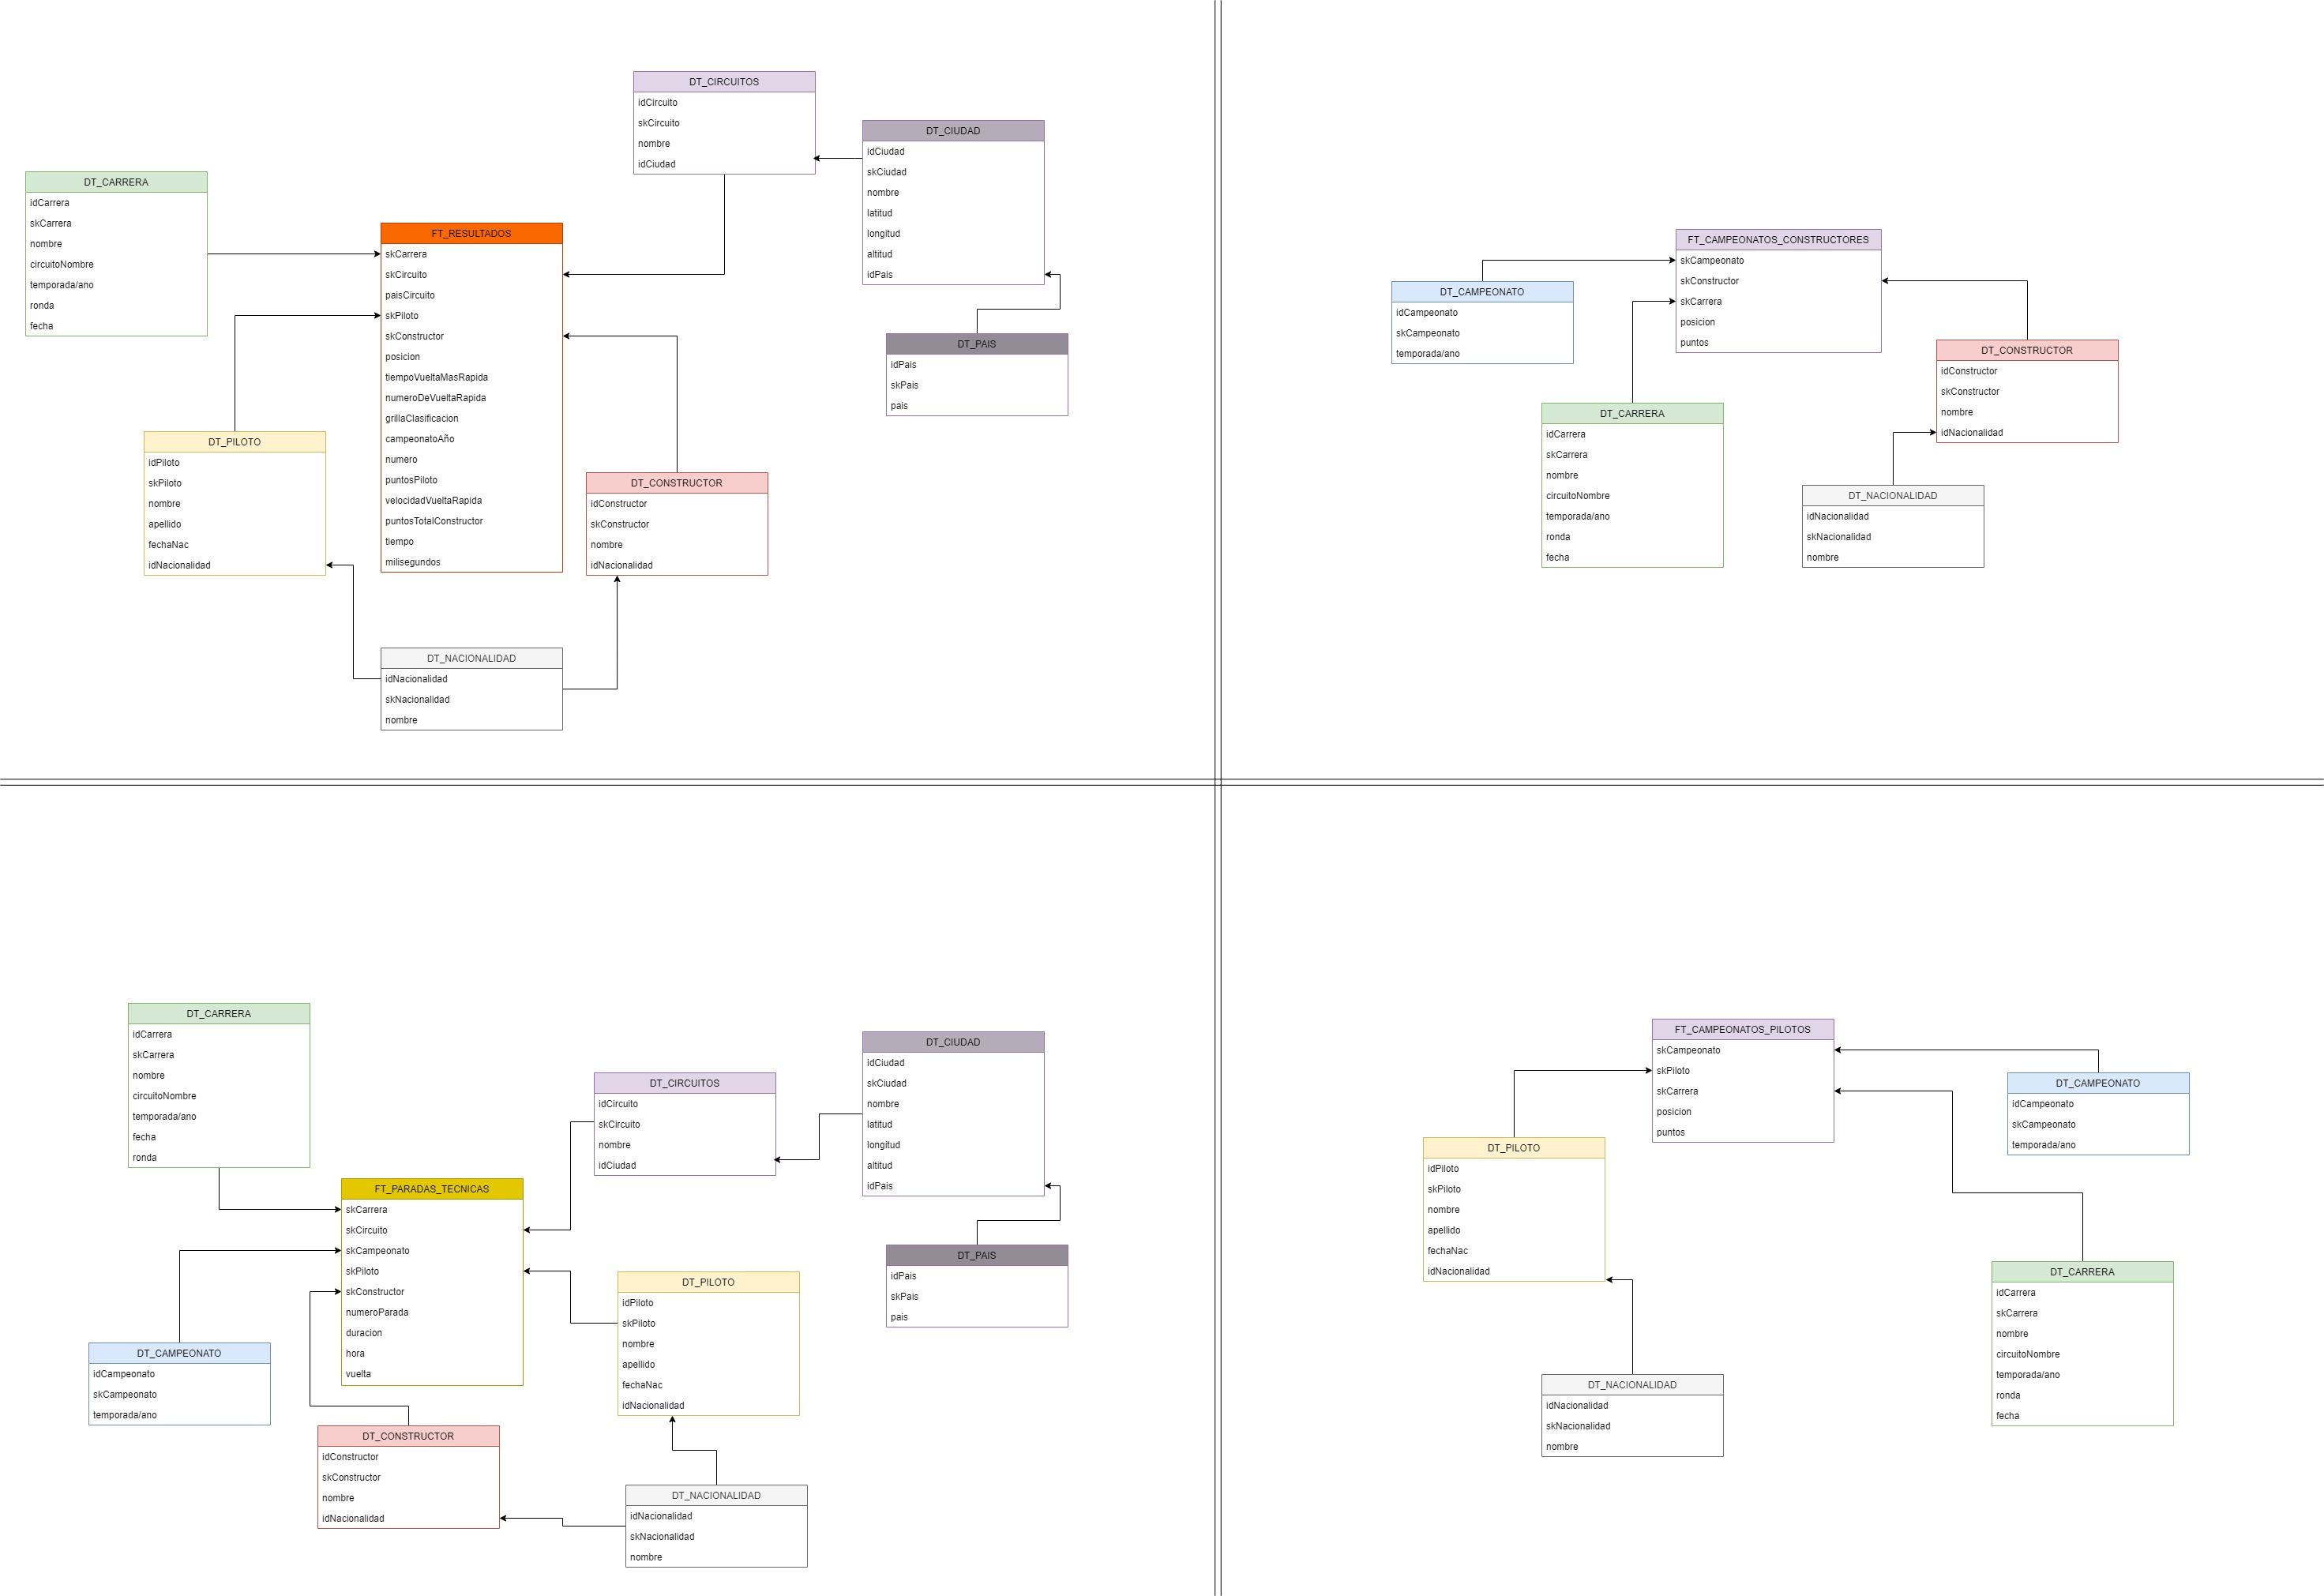 DT_CIRCUITOS
idCircuito
skCircuito
nombre
idCiudad
DT_CIUDAD
idCiudad
skCiudad
nombre
latitud
longitud
altitud
idPais
DT_CARRERA
idCarrera
skCarrera
nombre
circuitoNombre
temporada/ano
ronda
fecha
FT_RESULTADOS
skCarrera
skCircuito
paisCircuito
skPiloto
skConstructor
posicion
tiempoVueltaMasRapida
numeroDeVueltaRapida
grillaClasificacion
campeonatoAño
numero
puntosPiloto
velocidadVueltaRapida
puntosTotalConstructor
tiempo
milisegundos
DT_PAIS
idPais
skPais
pais
DT_PILOTO
idPiloto
skPiloto
nombre
apellido
fechaNac
idNacionalidad
DT_CONSTRUCTOR
idConstructor
skConstructor
nombre
idNacionalidad
DT_NACIONALIDAD
idNacionalidad
skNacionalidad
nombre
FT_CAMPEONATOS_CONSTRUCTORES
skCampeonato
skConstructor
skCarrera
posicion
puntos
DT_CAMPEONATO
idCampeonato
skCampeonato
temporada/ano
DT_CONSTRUCTOR
idConstructor
skConstructor
nombre
idNacionalidad
DT_CARRERA
idCarrera
skCarrera
nombre
circuitoNombre
temporada/ano
ronda
fecha
DT_NACIONALIDAD
idNacionalidad
skNacionalidad
nombre
DT_CARRERA
idCarrera
skCarrera
nombre
circuitoNombre
temporada/ano
fecha
ronda
DT_CIUDAD
idCiudad
skCiudad
nombre
latitud
longitud
altitud
idPais
DT_CIRCUITOS
idCircuito
skCircuito
nombre
idCiudad
FT_PARADAS_TECNICAS
skCarrera
skCircuito
skCampeonato
skPiloto
skConstructor
numeroParada
duracion
hora
vuelta
DT_PAIS
idPais
skPais
pais
DT_PILOTO
idPiloto
skPiloto
nombre
apellido
fechaNac
idNacionalidad
DT_CAMPEONATO
idCampeonato
skCampeonato
temporada/ano
DT_CONSTRUCTOR
idConstructor
skConstructor
nombre
idNacionalidad
DT_NACIONALIDAD
idNacionalidad
skNacionalidad
nombre
FT_CAMPEONATOS_PILOTOS
skCampeonato
skPiloto
skCarrera
posicion
puntos
DT_CAMPEONATO
idCampeonato
skCampeonato
temporada/ano
DT_PILOTO
idPiloto
skPiloto
nombre
apellido
fechaNac
idNacionalidad
DT_CARRERA
idCarrera
skCarrera
nombre
circuitoNombre
temporada/ano
ronda
fecha
DT_NACIONALIDAD
idNacionalidad
skNacionalidad
nombre